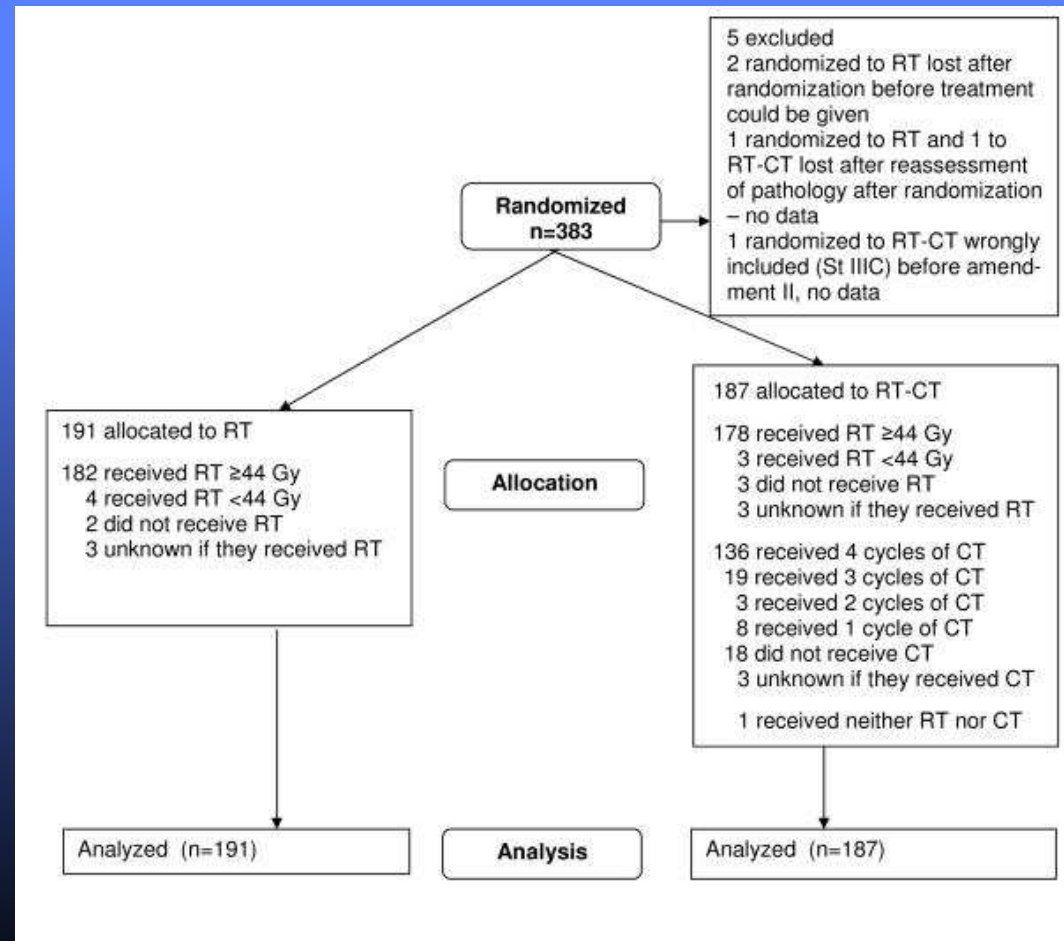 5 excluded
2 randomized to RT lost after
randomization before treatment
could be given
1 randomized to RT and 1 to
RT-CT lost after reassessment
of pathology after randomization
– no data
1 randomized to RT-CT wrongly
included (St IIIC) before amend-
ment II, no data
Randomized
n=383
191 allocated to RT
182 received RT ≥44 Gy
4 received RT <44 Gy
2 did not receive RT
3 unknown if they received RT
Allocation
187 allocated to RT-CT
178 received RT ≥44 Gy
3 received RT <44 Gy
3 did not receive RT
3 unknown if they received RT
136 received 4 cycles of CT
19 received 3 cycles of CT
3 received 2 cycles of CT
8 received 1 cycle of CT
18 did not receive CT
3 unknown if they received CT
1 received neither RT nor CT
Analyzed (n=191)
Analysis
Analyzed (n=187)